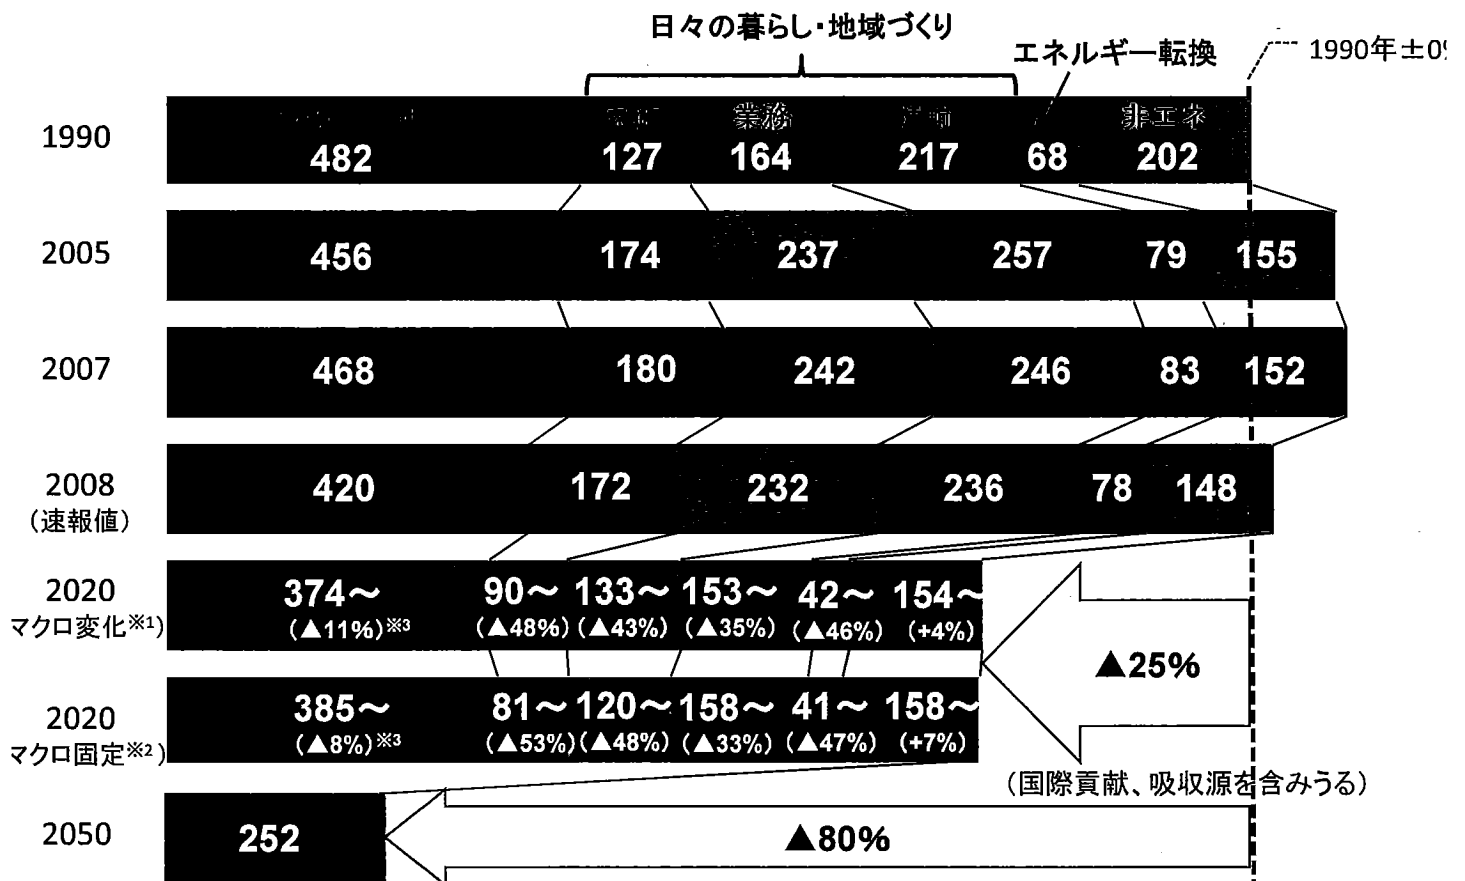 日々の暮らし・地域づくり
エネルギー転換
1990年±0%
業務
非エネ
1990
482 127 164 217 68 202
2005
456 174 237 257 79 155
2007
468 180 242 246 83 152
2008
(速報値)
420 172 232 236 78 148
2020
マクロ変化※1)
374～ 90～ 133～ 153～ 42～ 154～
(▲11%)※3 (▲48%) (▲43%) (▲35%) (▲46%) (+4%)
▲25%
2020
マクロ固定※2)
385～ 81～ 120～ 158～ 41～ 158～
(▲8%)※3 (▲53%) (▲48%) (▲33%) (▲47%) (+7%)
(国際貢献、吸収源を含みうる)
2050
252
▲80%